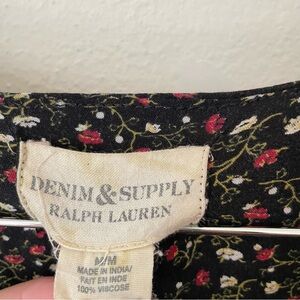 DENIM & SUPPLY
RALPH LAUREN
M/M
MADE IN INDIA/
FAIT EN INDE
100% VISCOSE